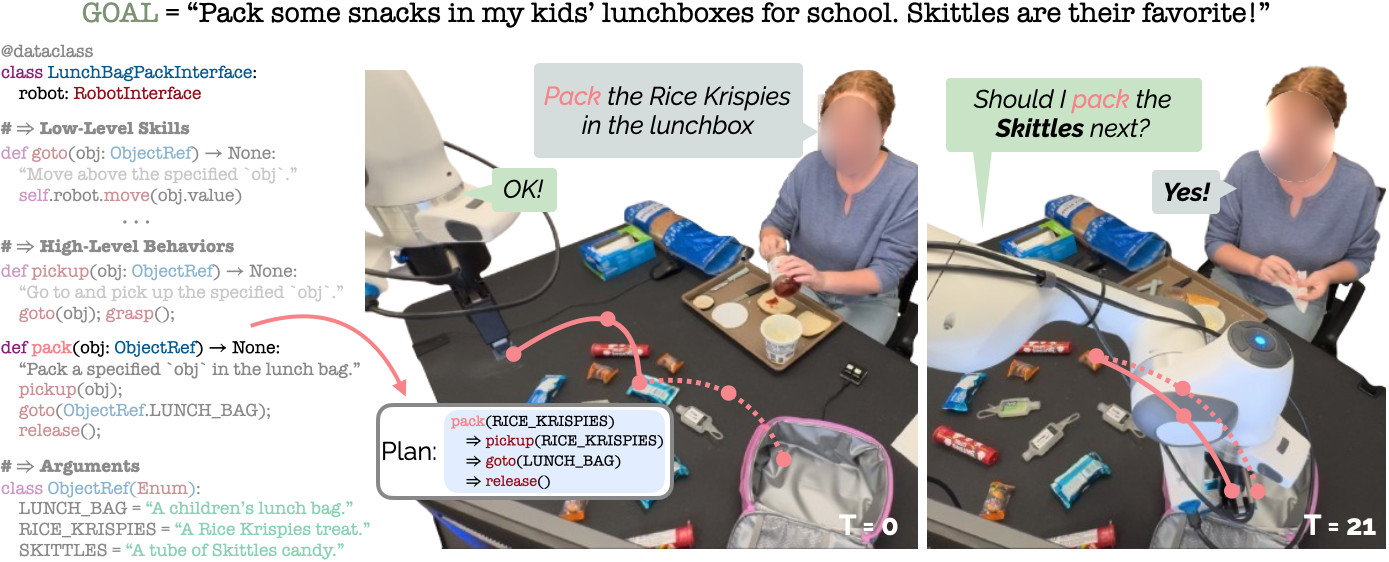 GOAL = “Pack some snacks in my kids’ lunchboxes for school. Skittles are their favorite!”
@dataclass
class LunchBagPackInterface:
robot: RobotInterface
# ⇒ Low-Level Skills
def goto(obj: ObjectRef) → None:
“Move above the specified `obj`.”
self.robot.move(obj.value)
. . .
# ⇒ High-Level Behaviors
def pickup(obj: ObjectRef) → None:
“Go to and pick up the specified `obj`.”
goto(obj); grasp();
def pack(obj: ObjectRef) → None:
“Pack a specified `obj` in the lunch bag.”
pickup(obj);
goto(ObjectRef.LUNCH_BAG);
release();
# ⇒ Arguments
class ObjectRef(Enum):
LUNCH_BAG = “A children’s lunch bag.”
RICE_KRISPIES = “A Rice Krispies treat.”
SKITTLES = “A tube of Skittles candy.”
Pack the Rice Krispies
in the lunchbox
OK!
Plan:
pack(RICE_KRISPIES)
⇒ pickup(RICE_KRISPIES)
⇒ goto(LUNCH_BAG)
⇒ release()
T = 0
Should I pack the
Skittles next?
Yes!
T = 21